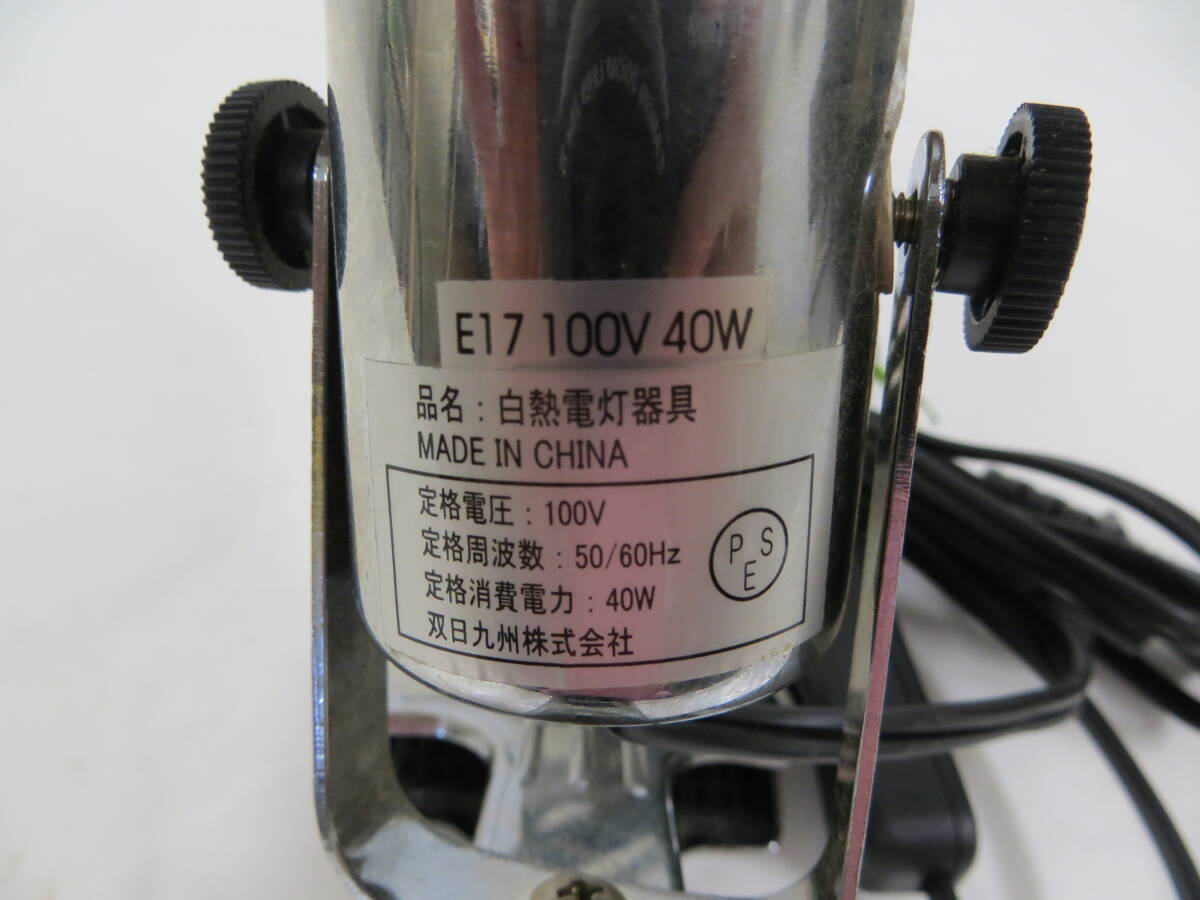 E17 100V 40W
品名：白熱電灯器具
MADE IN CHINA
定格電圧：100V
定格周波数：50/60Hz
定格消費電力：40W
双日九州株式会社
PSE